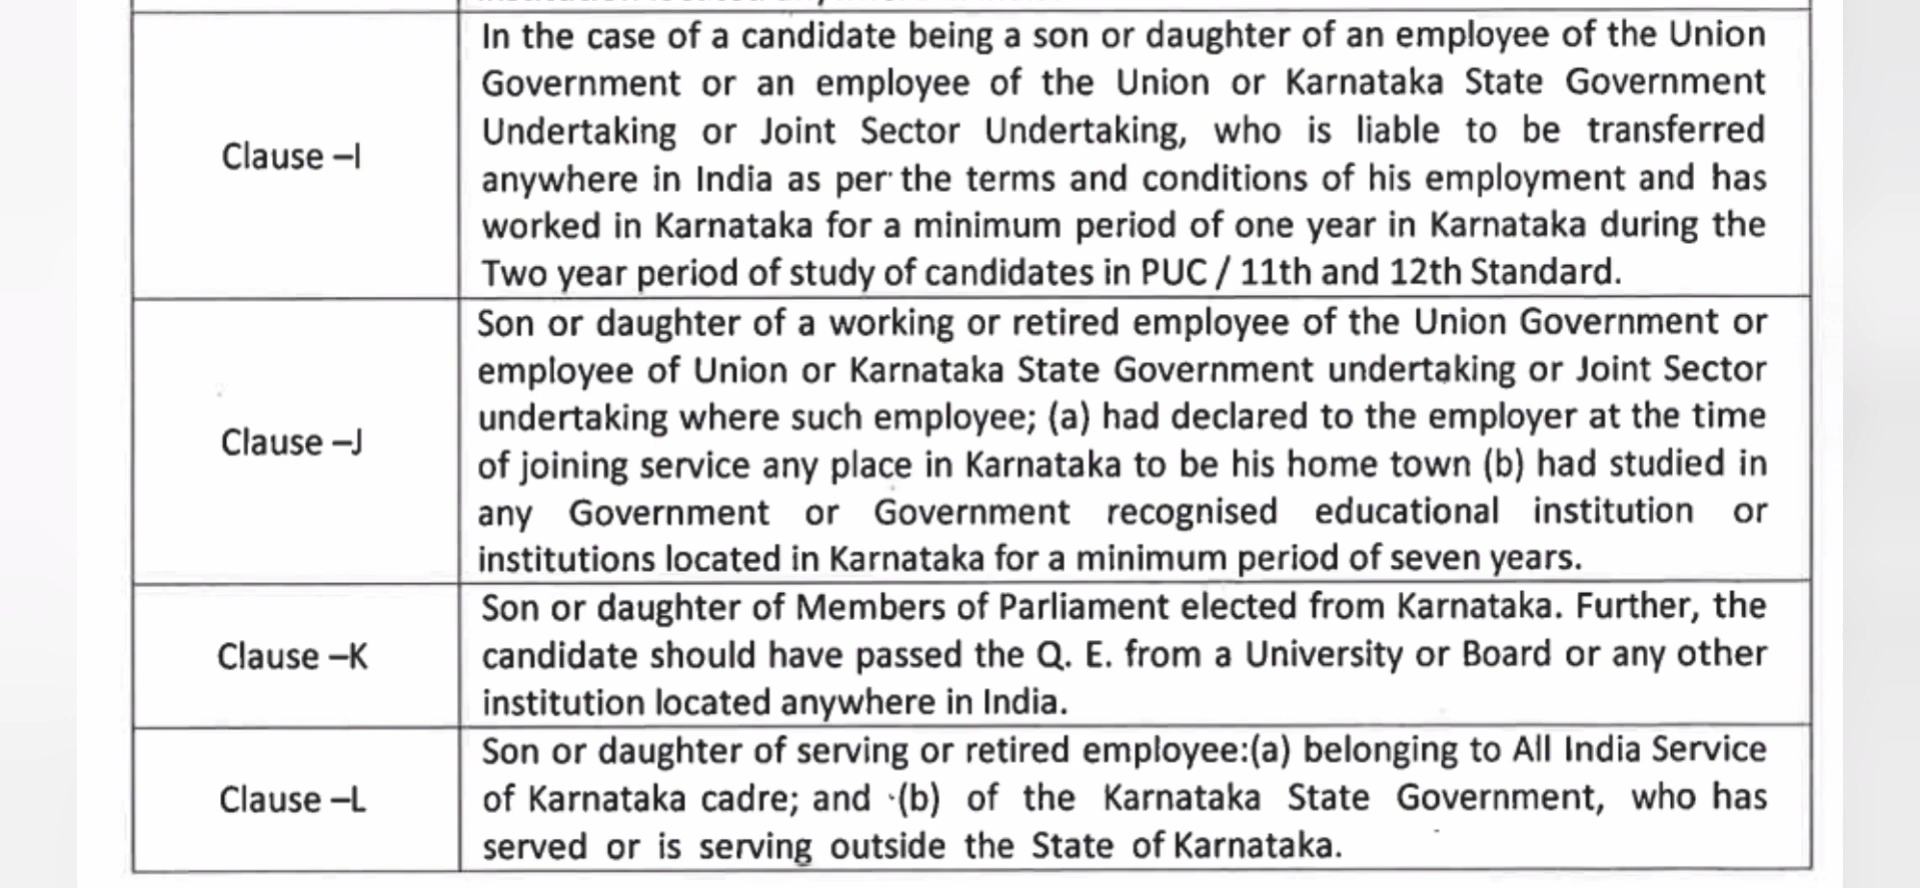 Clause –I
In the case of a candidate being a son or daughter of an employee of the Union
Government or an employee of the Union or Karnataka State Government
Undertaking or Joint Sector Undertaking, who is liable to be transferred
anywhere in India as per the terms and conditions of his employment and has
worked in Karnataka for a minimum period of one year in Karnataka during the
Two year period of study of candidates in PUC / 11th and 12th Standard.
Clause –J
Son or daughter of a working or retired employee of the Union Government or
employee of Union or Karnataka State Government undertaking or Joint Sector
undertaking where such employee; (a) had declared to the employer at the time
of joining service any place in Karnataka to be his home town (b) had studied in
any Government or Government recognised educational institution or
institutions located in Karnataka for a minimum period of seven years.
Clause –K
Son or daughter of Members of Parliament elected from Karnataka. Further, the
candidate should have passed the Q. E. from a University or Board or any other
institution located anywhere in India.
Clause –L
Son or daughter of serving or retired employee:(a) belonging to All India Service
of Karnataka cadre; and (b) of the Karnataka State Government, who has
served or is serving outside the State of Karnataka.